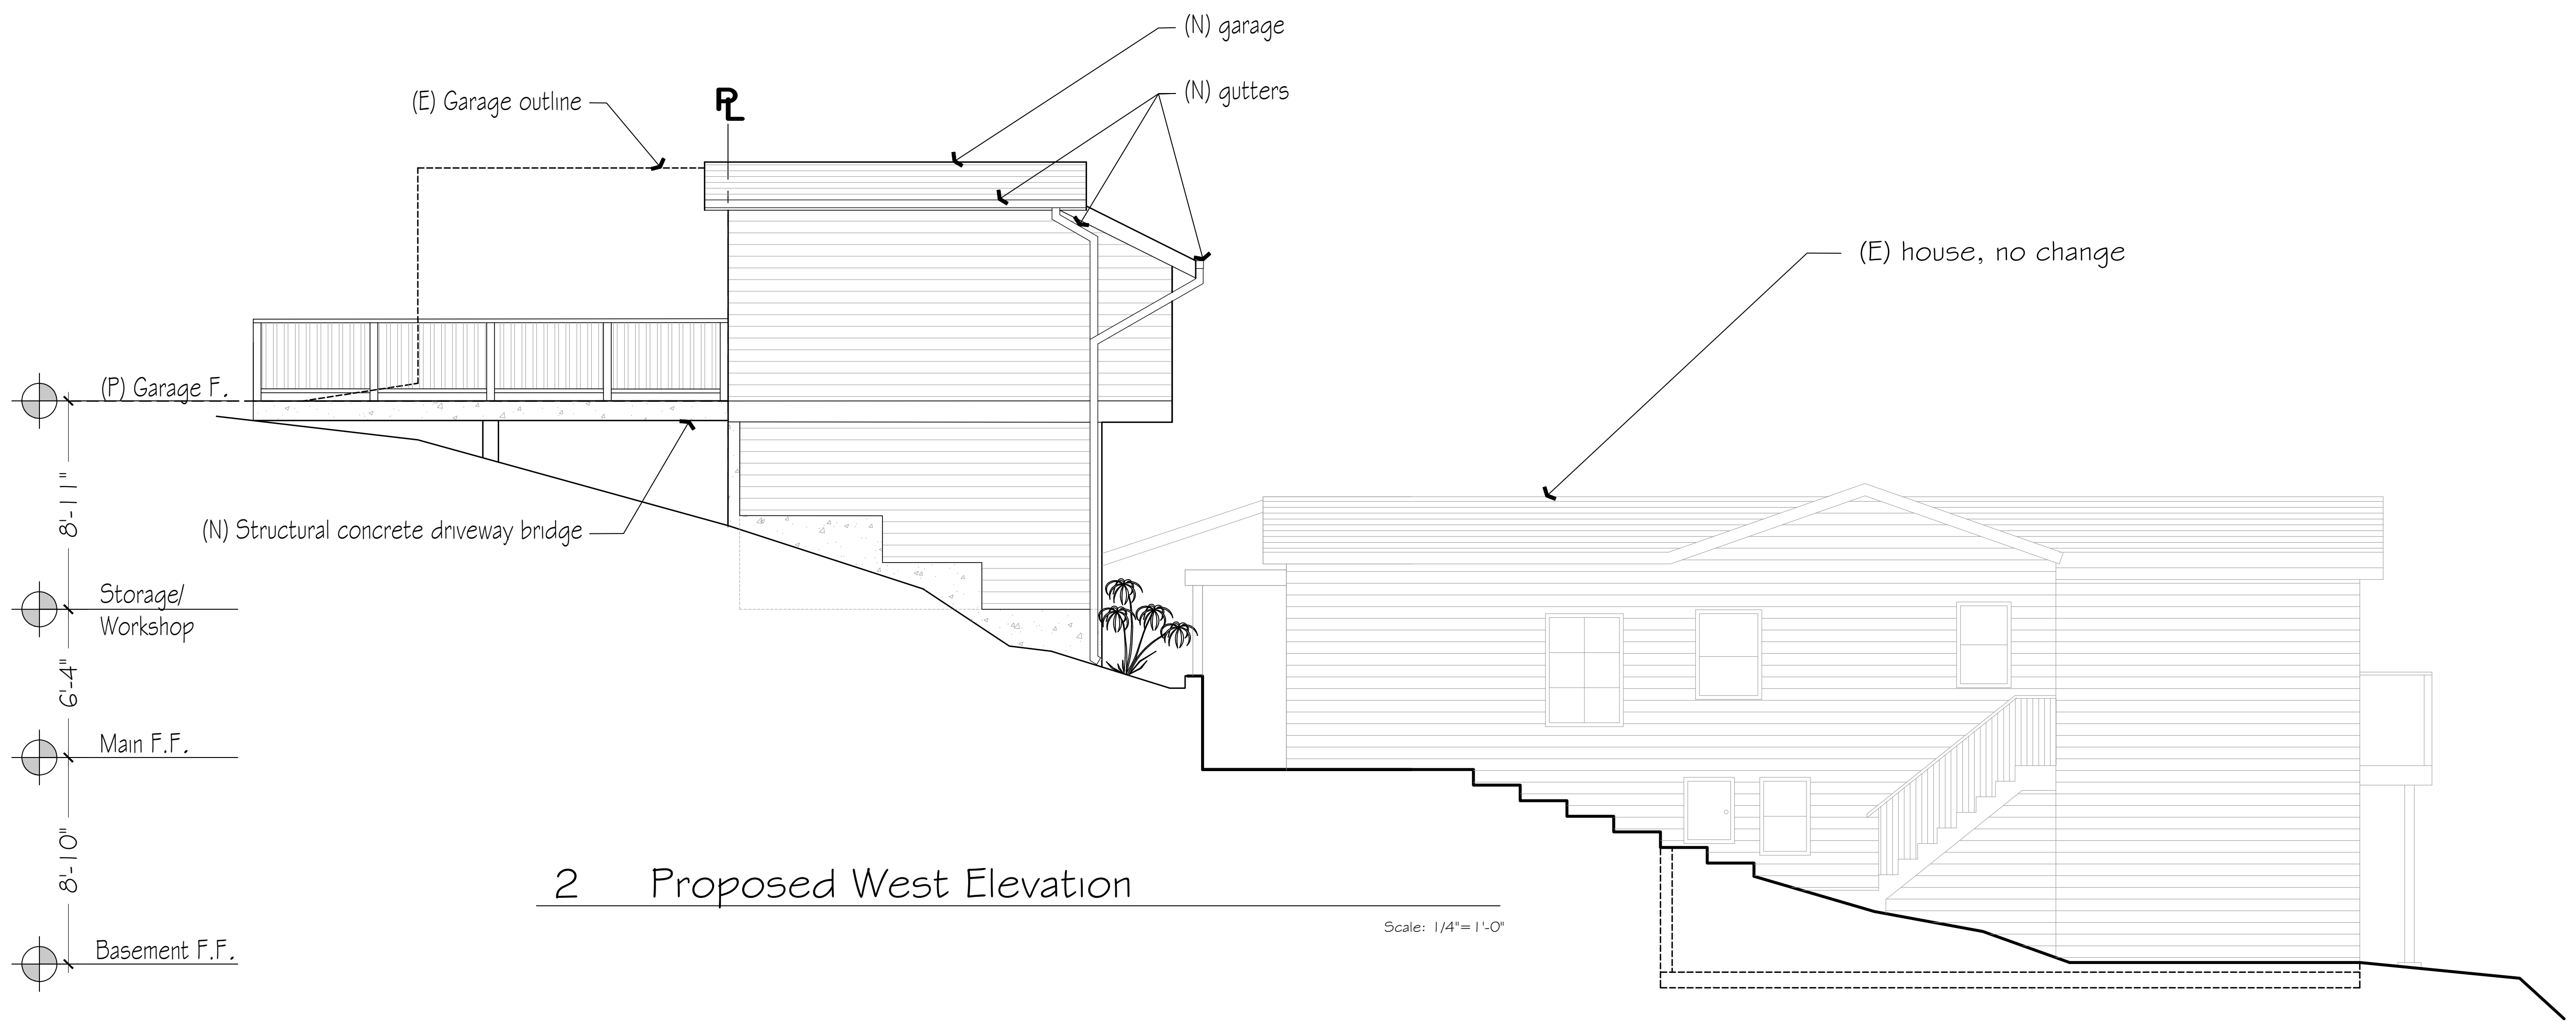 (N) garage
(N) gutters
(E) Garage outline
PL
(E) house, no change
(P) Garage F.
8'-11"
(N) Structural concrete driveway bridge
Storage/
Workshop
6'-4"
Main F.F.
8'-10"
2 Proposed West Elevation
Scale: 1/4"=1'-0"
Basement F.F.